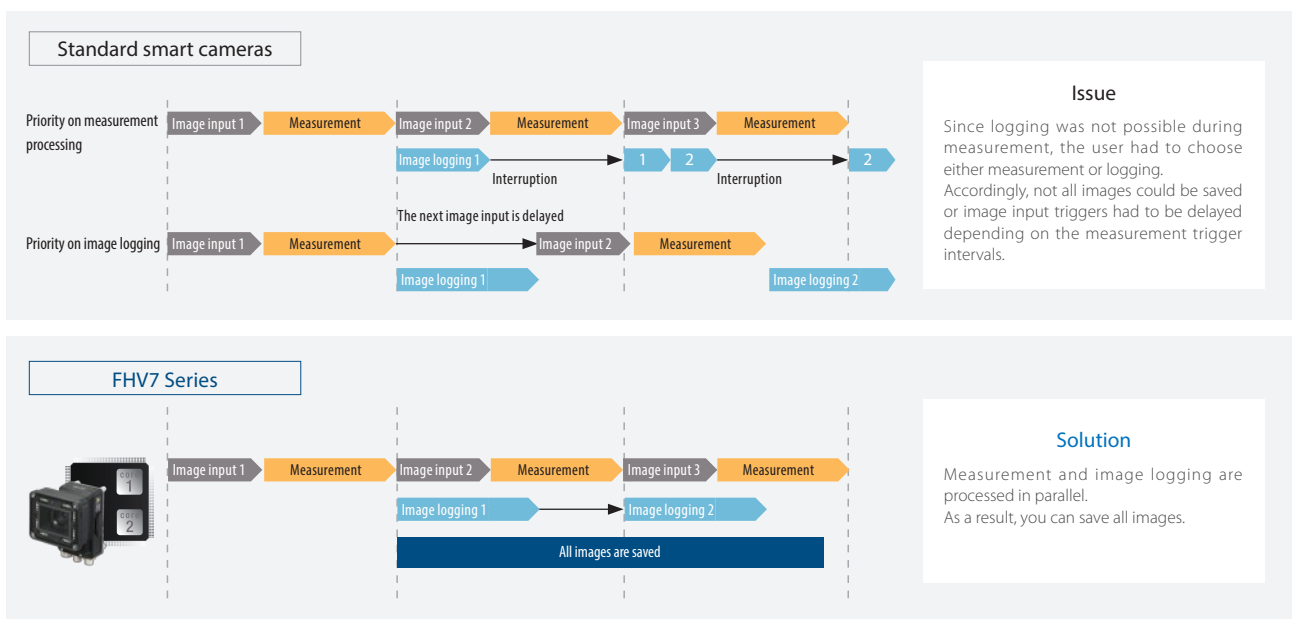 Standard smart cameras
Priority on measurement
processing
Image input 1
Measurement
Image input 2
Measurement
Image input 3
Measurement
Image logging 1
Interruption
1
2
Interruption
2
The next image input is delayed
Priority on image logging
Image input 1
Measurement
Image input 2
Measurement
Image logging 1
Image logging 2
Issue
Since logging was not possible during
measurement, the user had to choose
either measurement or logging.
Accordingly, not all images could be saved
or image input triggers had to be delayed
depending on the measurement trigger
intervals.
FHV7 Series
core
1
core
2
Image input 1
Measurement
Image input 2
Measurement
Image input 3
Measurement
Image logging 1
Image logging 2
All images are saved
Solution
Measurement and image logging are
processed in parallel.
As a result, you can save all images.